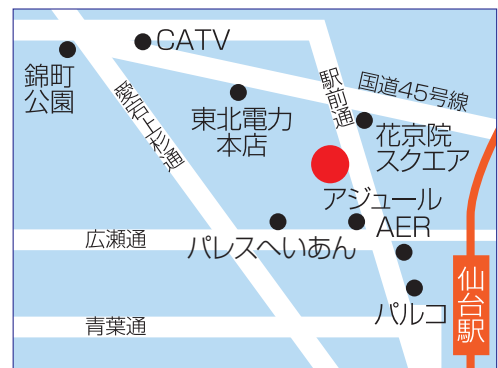 CATV
錦町
公園
愛宕上杉通
駅前通
国道45号線
東北電力
本店
花京院
スクエア
アジュール
AER
広瀬通
パレスへいあん
パルコ
仙台駅
青葉通